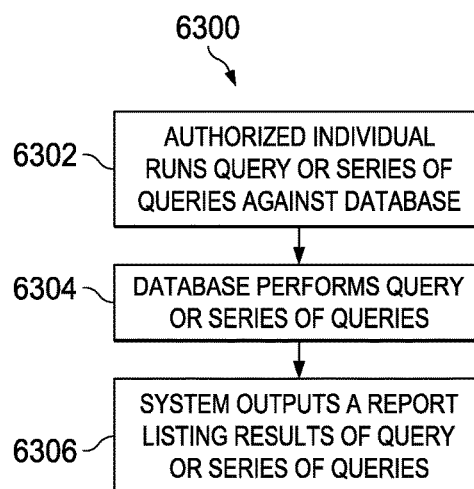 6300
6302
AUTHORIZED INDIVIDUAL
RUNS QUERY OR SERIES OF
QUERIES AGAINST DATABASE
6304
DATABASE PERFORMS QUERY
OR SERIES OF QUERIES
6306
SYSTEM OUTPUTS A REPORT
LISTING RESULTS OF QUERY
OR SERIES OF QUERIES